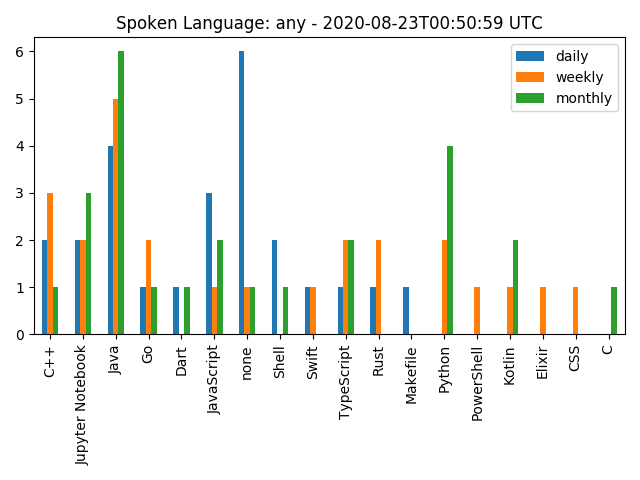 Spoken Language: any - 2020-08-23T00:50:59 UTC
daily
weekly
monthly
6
5
4
3
2
1
0
C++
Jupyter Notebook
Java
Go
Dart
JavaScript
none
Shell
Swift
TypeScript
Rust
Makefile
Python
PowerShell
Kotlin
Elixir
CSS
C